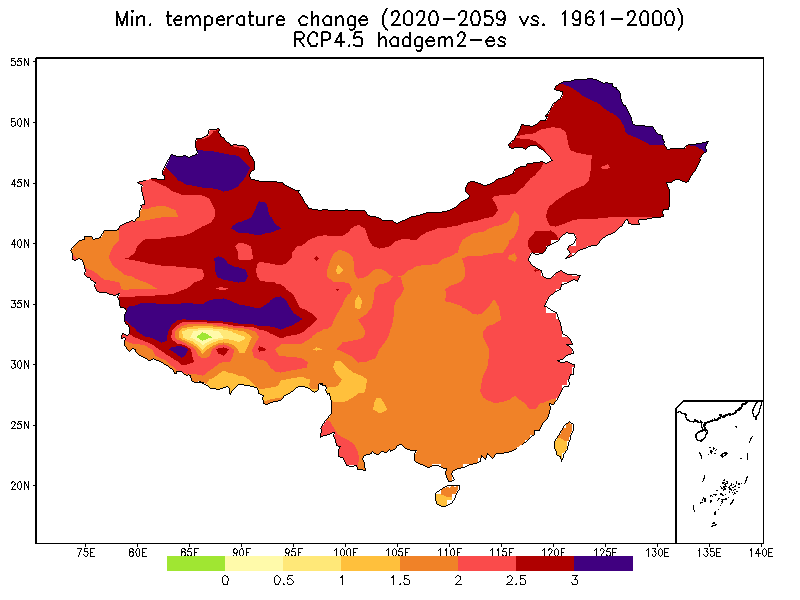 Min. temperature change (2020-2059 vs. 1961-2000)
RCP4.5 hadgem2-es
55N
50N
45N
40N
35N
30N
25N
20N
75E 80E 85E 90E 95E 100E 105E 110E 115E 120E 125E 130E 135E 140E
0 0.5 1 1.5 2 2.5 3